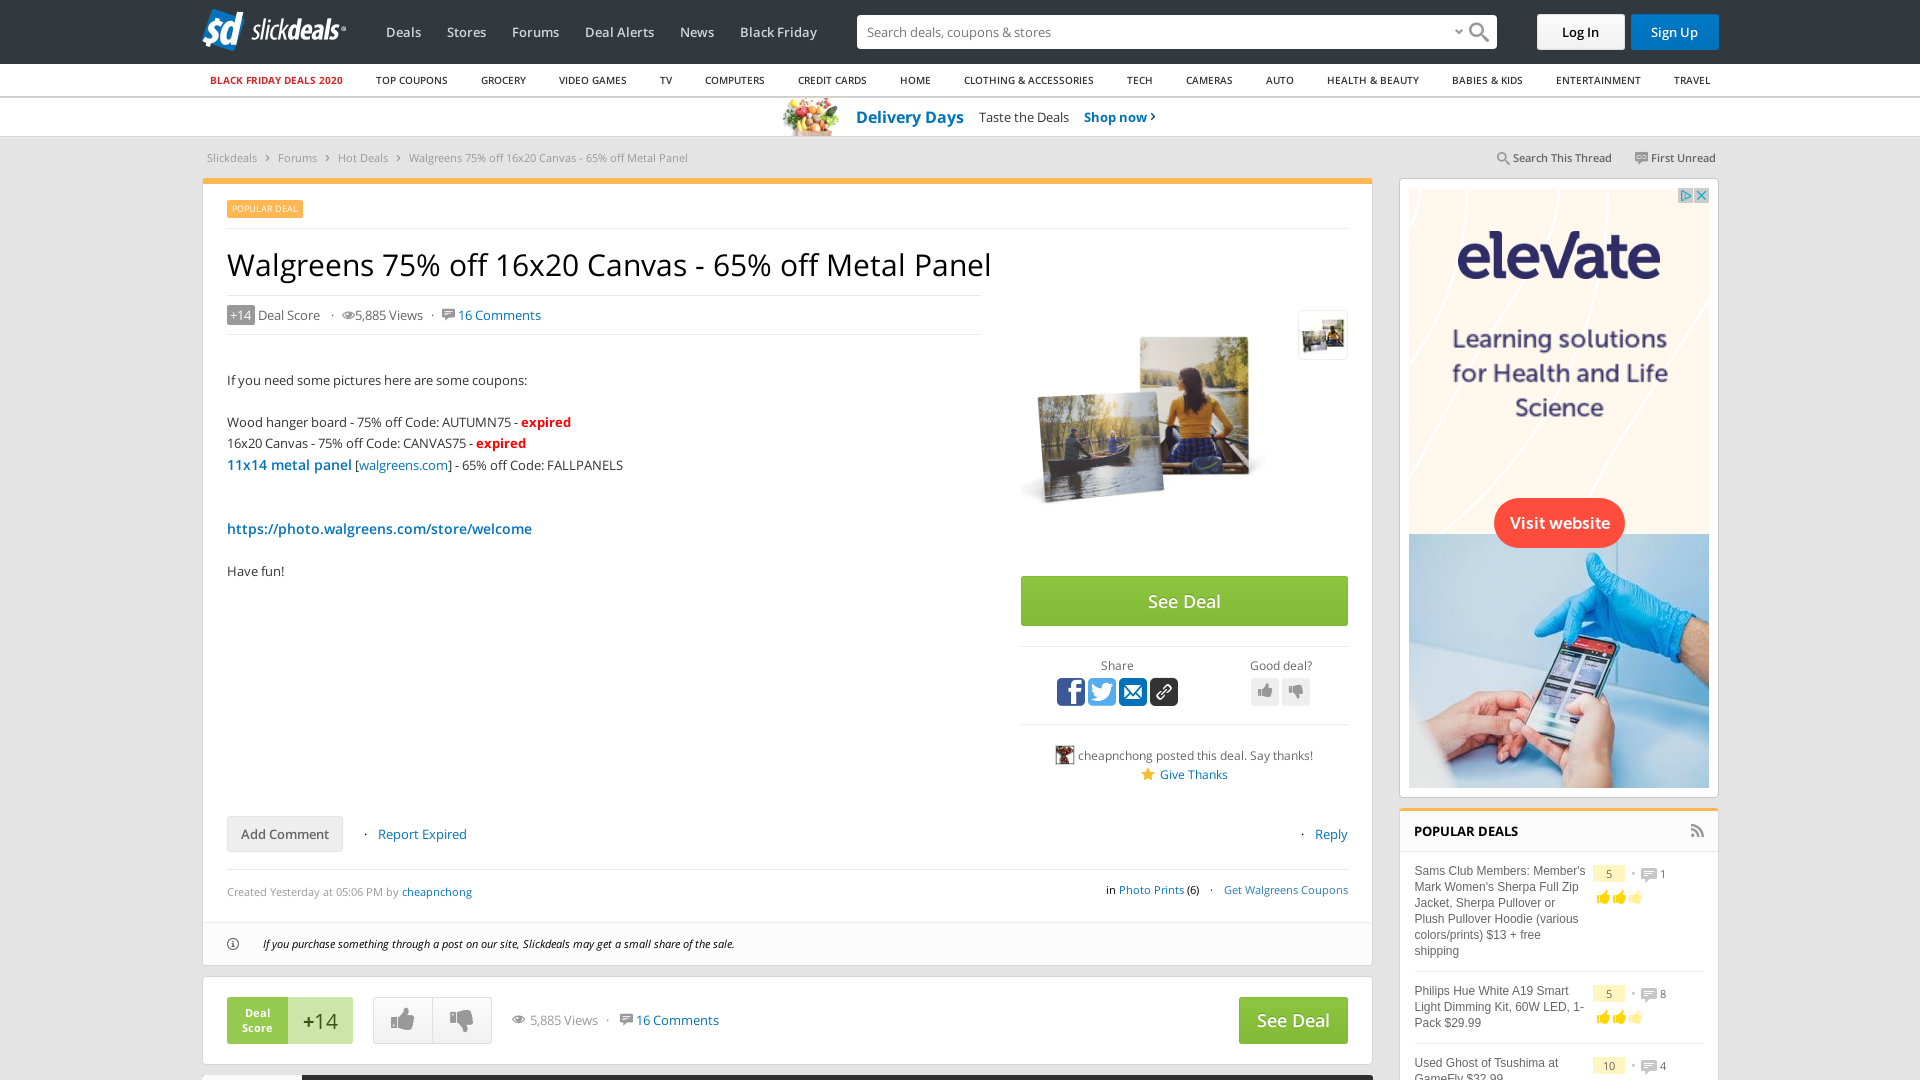 slickdeals
Deals Stores Forums Deal Alerts News Black Friday
Search deals, coupons & stores
Log In
Sign Up
BLACK FRIDAY DEALS 2020 TOP COUPONS GROCERY VIDEO GAMES TV COMPUTERS CREDIT CARDS HOME CLOTHING & ACCESSORIES TECH CAMERAS AUTO HEALTH & BEAUTY BABIES & KIDS ENTERTAINMENT TRAVEL
Delivery Days Taste the Deals Shop now
Slickdeals > Forums > Hot Deals > Walgreens 75% off 16x20 Canvas - 65% off Metal Panel
Search This Thread First Unread
POPULAR DEAL
Walgreens 75% off 16x20 Canvas - 65% off Metal Panel
+14 Deal Score · 5,885 Views · 16 Comments
If you need some pictures here are some coupons:
Wood hanger board - 75% off Code: AUTUMN75 - expired
16x20 Canvas - 75% off Code: CANVAS75 - expired
11x14 metal panel [walgreens.com] - 65% off Code: FALLPANELS
https://photo.walgreens.com/store/welcome
Have fun!
See Deal
Share
Good deal?
cheapnchong posted this deal. Say thanks!
Give Thanks
Add Comment · Report Expired
· Reply
Created Yesterday at 05:06 PM by cheapnchong
in Photo Prints (6) · Get Walgreens Coupons
If you purchase something through a post on our site, Slickdeals may get a small share of the sale.
Deal
Score
+14
5,885 Views · 16 Comments
See Deal
elevate
Learning solutions
for Health and Life
Science
Visit website
POPULAR DEALS
Sams Club Members: Member's
Mark Women's Sherpa Full Zip
Jacket, Sherpa Pullover or
Plush Pullover Hoodie (various
colors/prints) $13 + free
shipping
5 · 1
Philips Hue White A19 Smart
Light Dimming Kit, 60W LED, 1-
Pack $29.99
5 · 8
Used Ghost of Tsushima at
GameFly $32.99
10 · 4